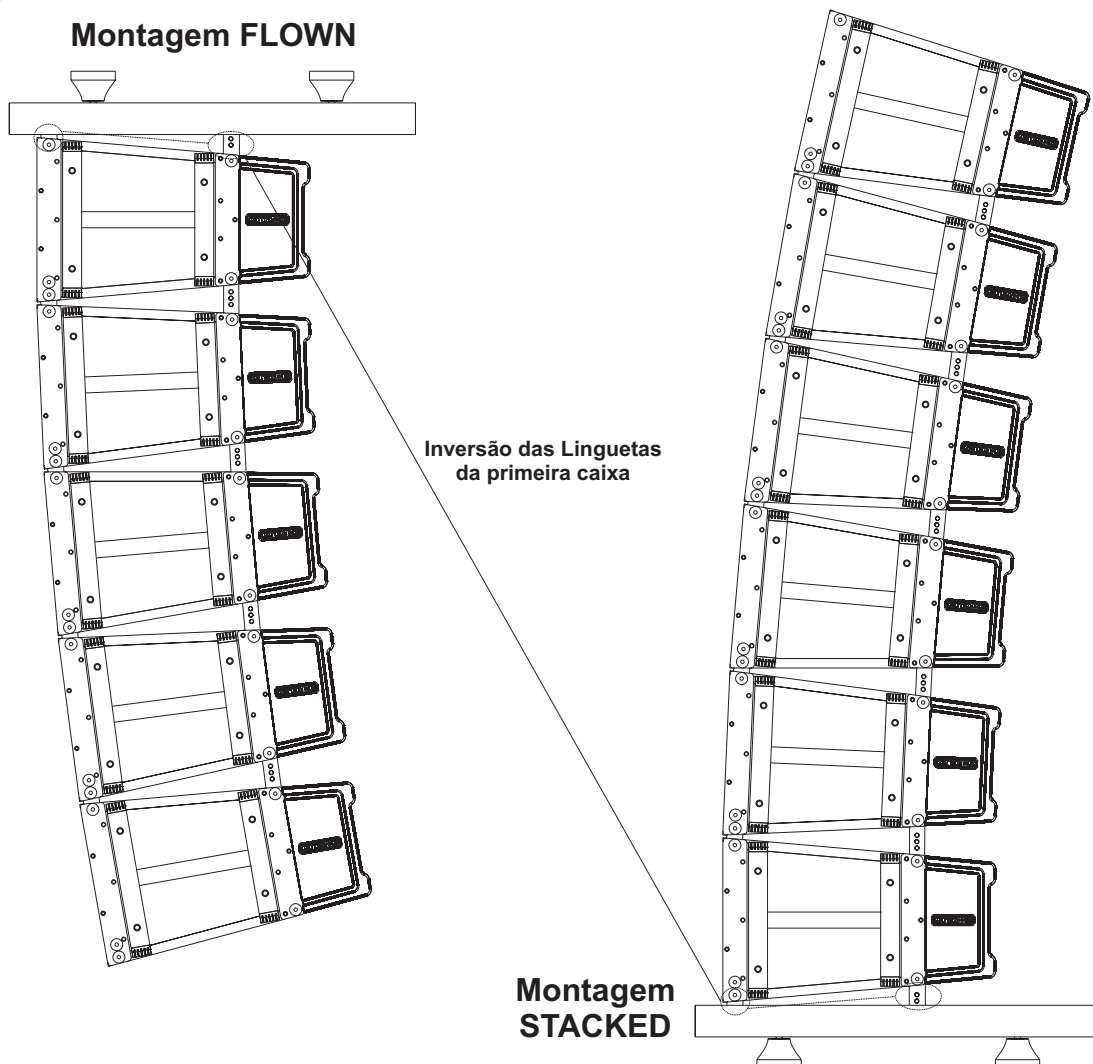 Montagem FLOWN
Inversão das Linguetas
da primeira caixa
Montagem
STACKED